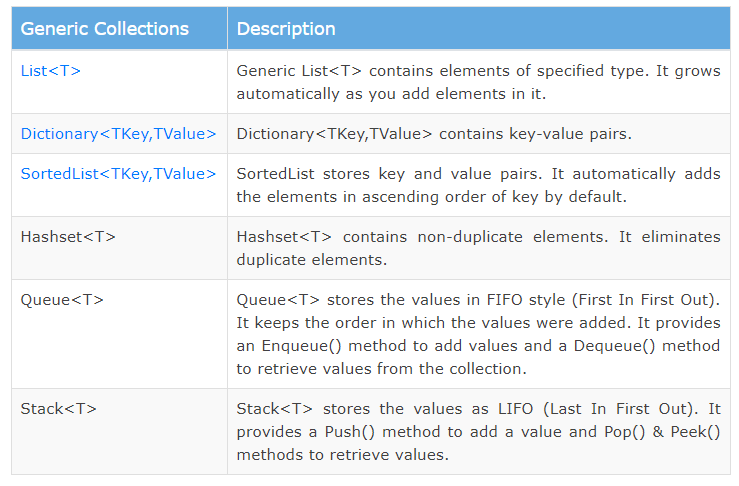 Generic Collections Description
List<T> Generic List<T> contains elements of specified type. It grows
automatically as you add elements in it.
Dictionary<TKey,TValue> Dictionary<TKey,TValue> contains key-value pairs.
SortedList<TKey,TValue> SortedList stores key and value pairs. It automatically adds
the elements in ascending order of key by default.
Hashset<T> Hashset<T> contains non-duplicate elements. It eliminates
duplicate elements.
Queue<T> Queue<T> stores the values in FIFO style (First In First Out).
It keeps the order in which the values were added. It provides
an Enqueue() method to add values and a Dequeue() method
to retrieve values from the collection.
Stack<T> Stack<T> stores the values as LIFO (Last In First Out). It
provides a Push() method to add a value and Pop() & Peek()
methods to retrieve values.